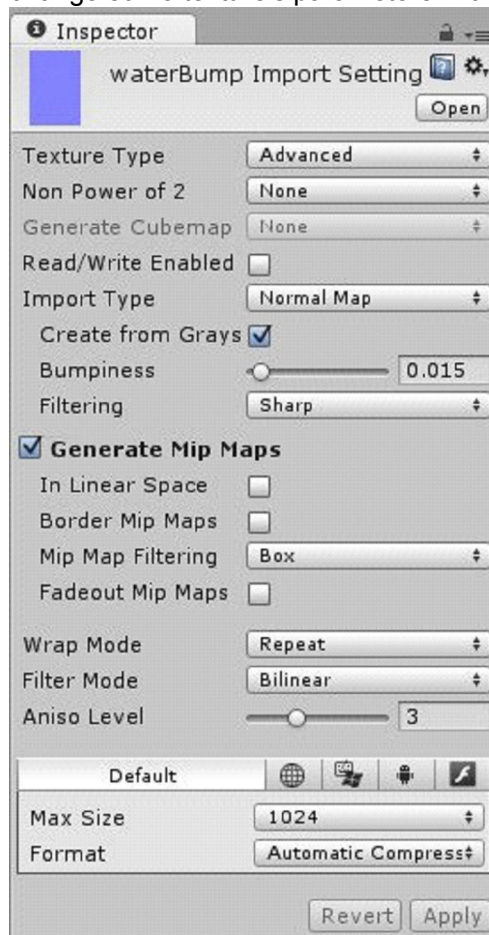 Inspector
waterBump Import Setting
Open
Texture Type Advanced
Non Power of 2 None
Generate Cubemap None
Read/Write Enabled
Import Type Normal Map
Create from Grays
Bumpiness 0.015
Filtering Sharp
Generate Mip Maps
In Linear Space
Border Mip Maps
Mip Map Filtering Box
Fadeout Mip Maps
Wrap Mode Repeat
Filter Mode Bilinear
Aniso Level 3
Default
Max Size 1024
Format Automatic Compress
Revert Apply